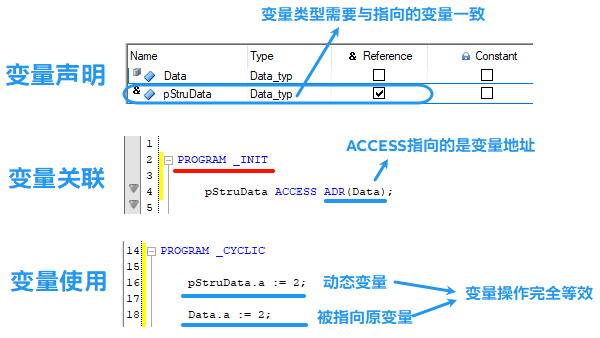 变量类型需要与指向的变量一致
变量声明
Name Type & Reference Constant
Data Data_typ
& pStruData Data_typ
变量关联
ACCESS指向的是变量地址
1
2 PROGRAM _INIT
3
4 pStruData ACCESS ADR(Data);
5
变量使用
14 PROGRAM _CYCLIC
15
16 pStruData.a := 2; 动态变量
17 变量操作完全等效
18 Data.a := 2; 被指向原变量